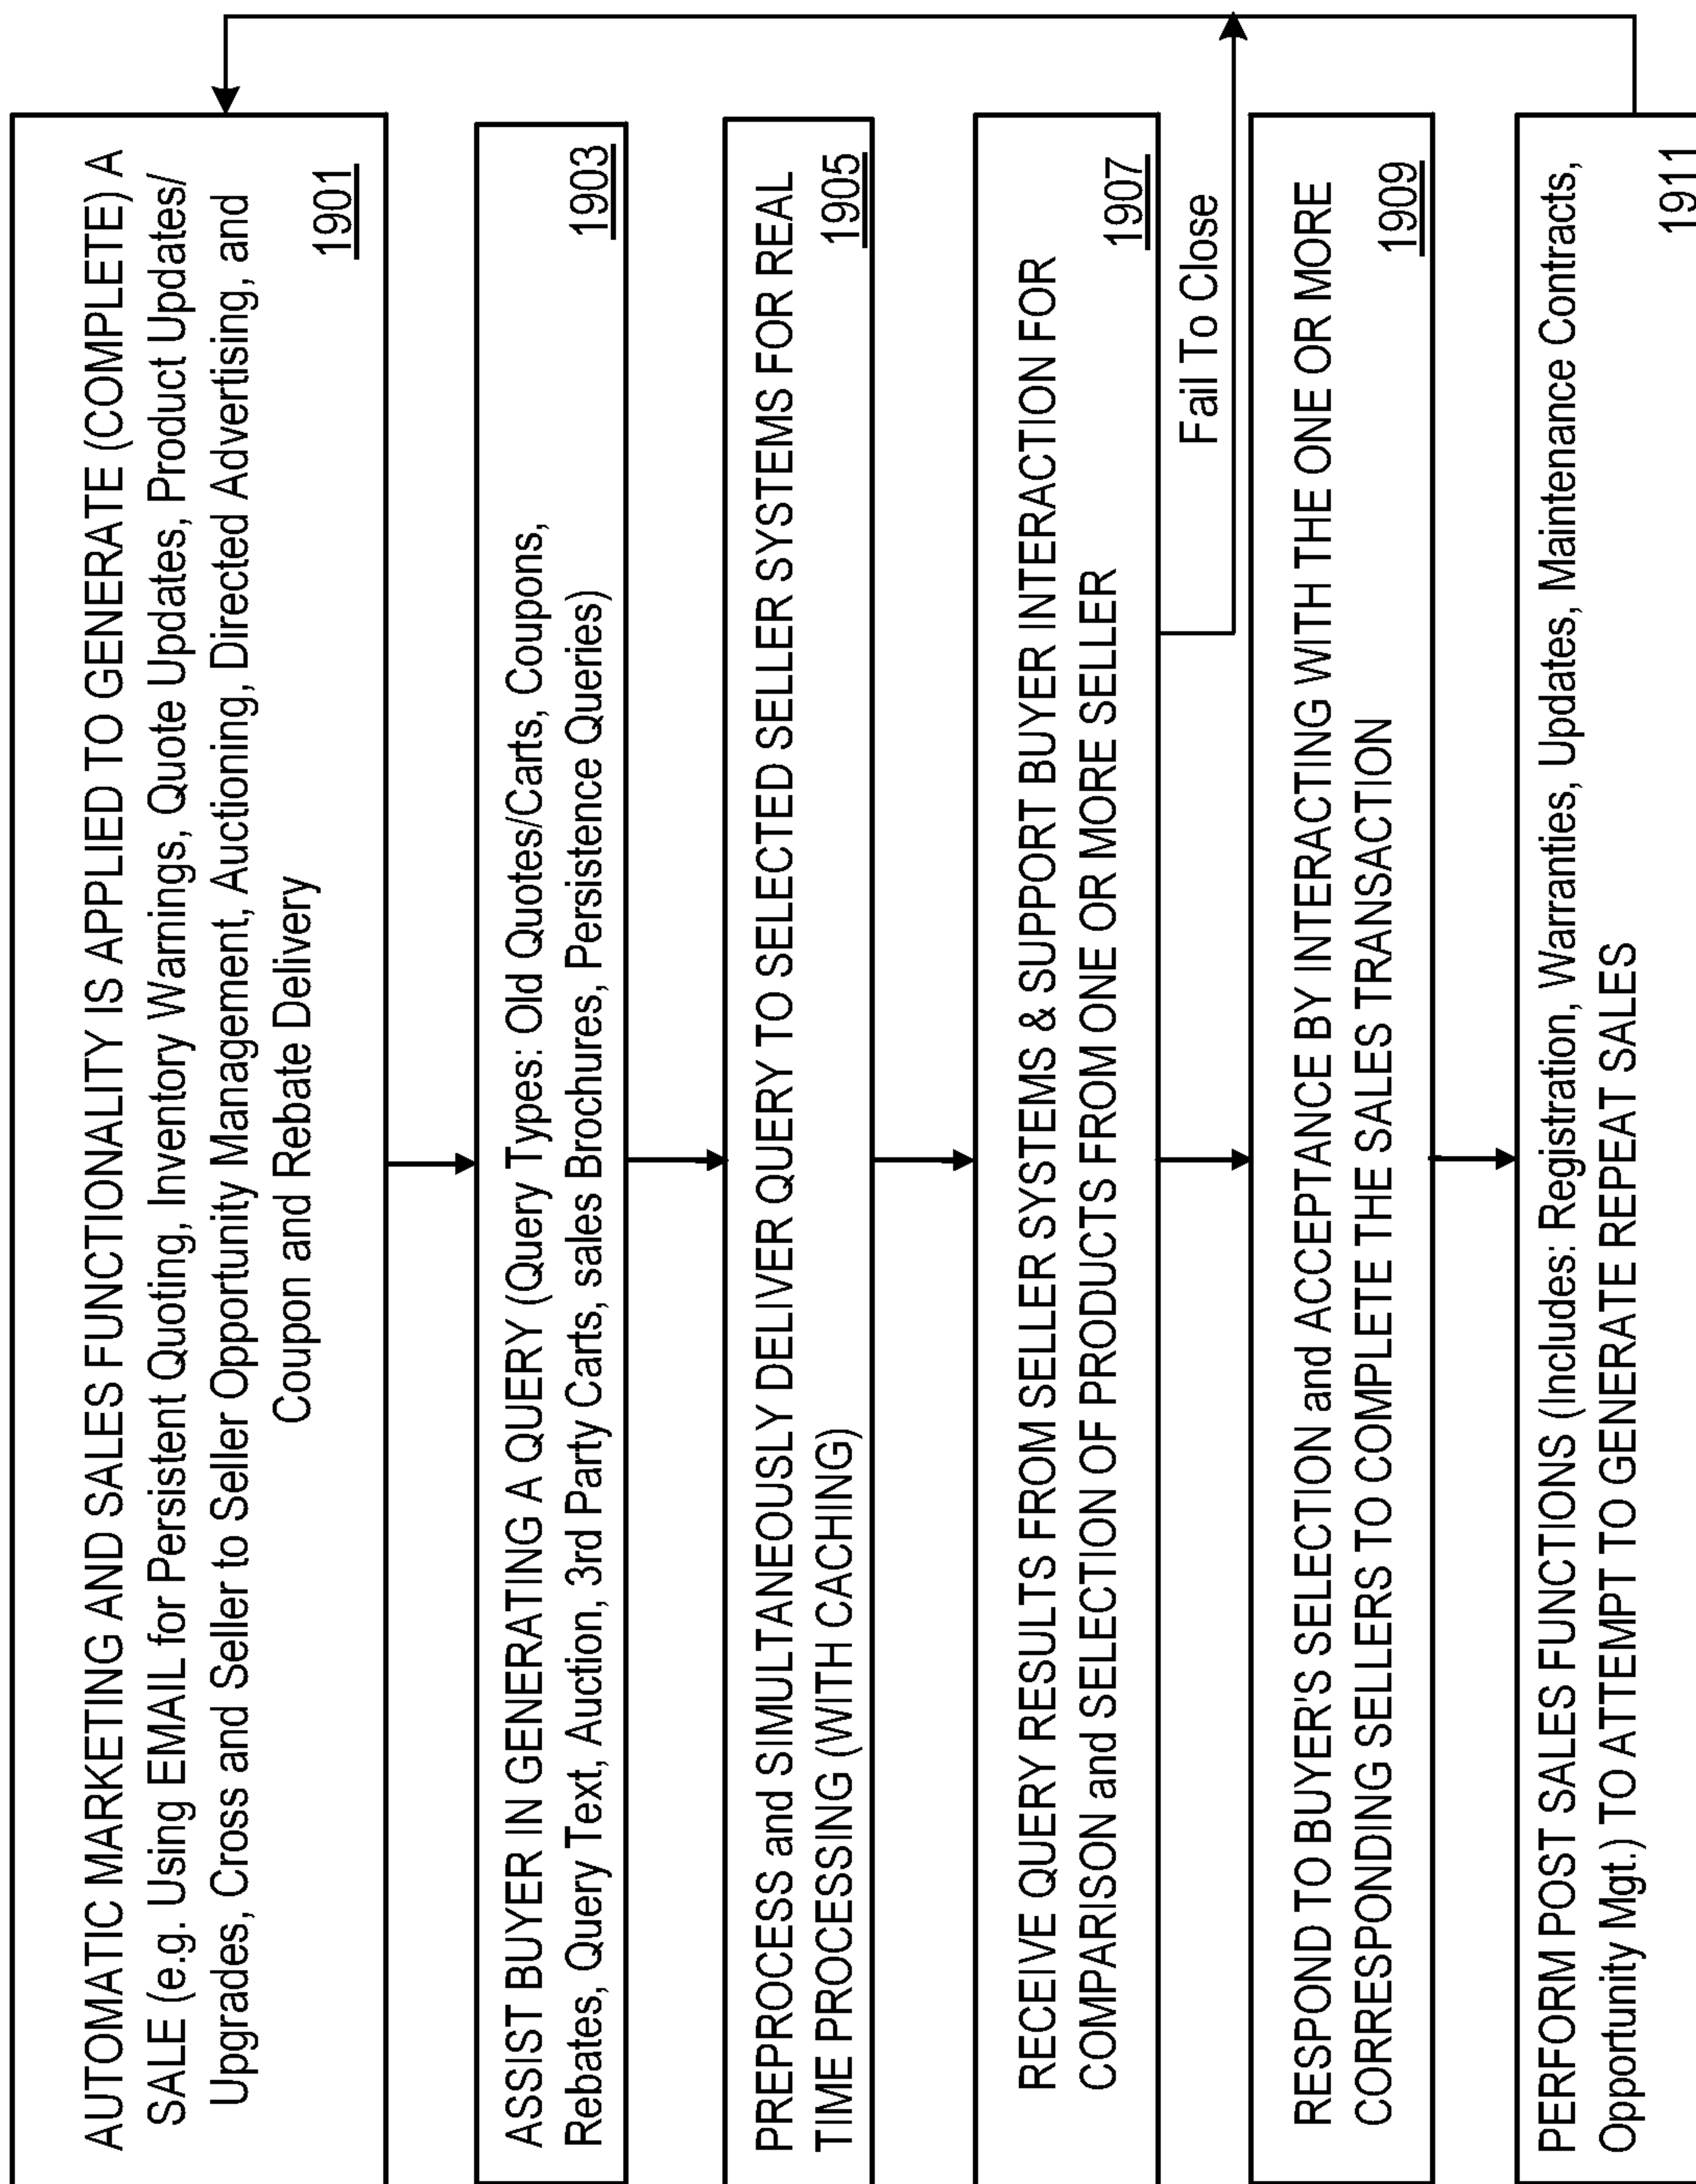 AUTOMATIC MARKETING AND SALES FUNCTIONALITY IS APPLIED TO GENERATE (COMPLETE) A
SALE (e.g. Using EMAIL for Persistent Quoting, Inventory Warnings, Quote Updates, Product Updates/
Upgrades, Cross and Seller to Seller Opportunity Management, Auctioning, Directed Advertising, and
Coupon and Rebate Delivery
1901
ASSIST BUYER IN GENERATING A QUERY (Query Types: Old Quotes/Carts, Coupons,
Rebates, Query Text, Auction, 3rd Party Carts, sales Brochures, Persistence Queries)
1903
PREPROCESS and SIMULTANEOUSLY DELIVER QUERY TO SELECTED SELLER SYSTEMS FOR REAL
TIME PROCESSING (WITH CACHING)
1905
RECEIVE QUERY RESULTS FROM SELLER SYSTEMS & SUPPORT BUYER INTERACTION FOR
COMPARISON and SELECTION OF PRODUCTS FROM ONE OR MORE SELLER
1907
Fail To Close
RESPOND TO BUYER'S SELECTION and ACCEPTANCE BY INTERACTING WITH THE ONE OR MORE
CORRESPONDING SELLERS TO COMPLETE THE SALES TRANSACTION
1909
PERFORM POST SALES FUNCTIONS (Includes: Registration, Warranties, Updates, Maintenance Contracts,
Opportunity Mgt.) TO ATTEMPT TO GENERATE REPEAT SALES
1911